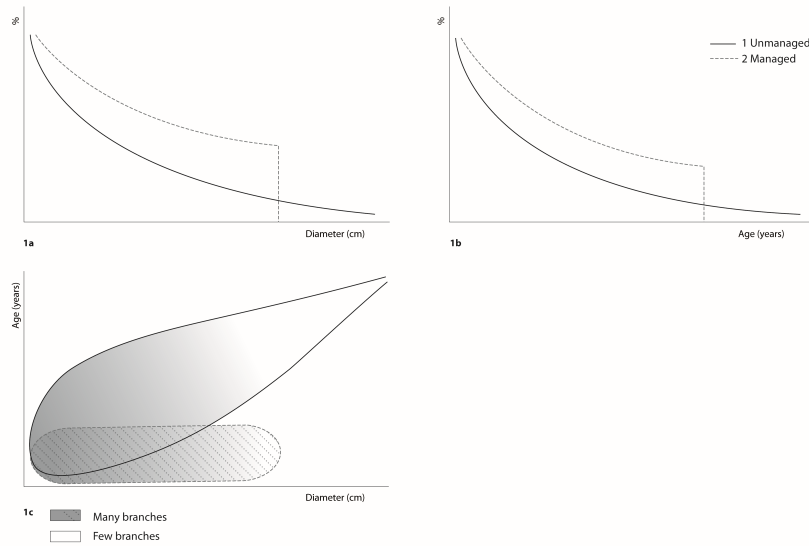 %
Diameter (cm)
1a
%
1 Unmanaged
2 Managed
Age (years)
1b
Age (years)
Diameter (cm)
1c
Many branches
Few branches